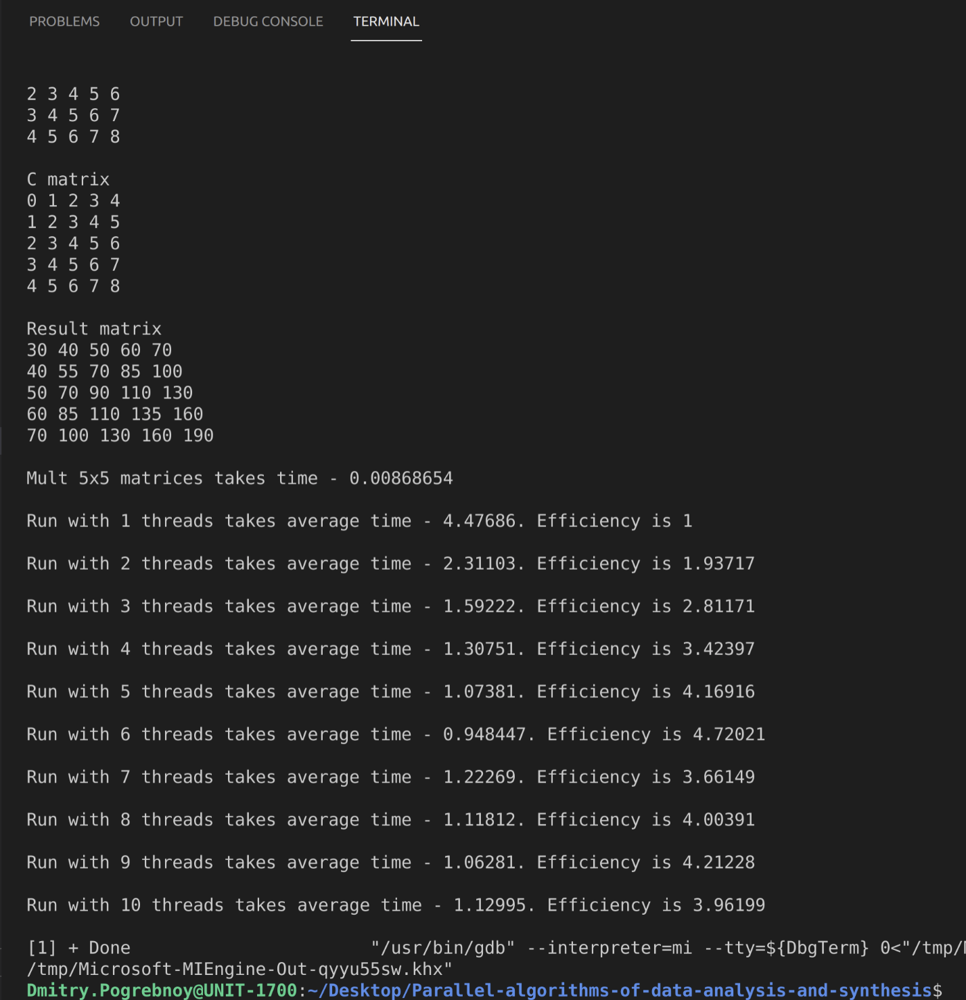 PROBLEMS OUTPUT DEBUG CONSOLE TERMINAL
2 3 4 5 6
3 4 5 6 7
4 5 6 7 8
C matrix
0 1 2 3 4
1 2 3 4 5
2 3 4 5 6
3 4 5 6 7
4 5 6 7 8
Result matrix
30 40 50 60 70
40 55 70 85 100
50 70 90 110 130
60 85 110 135 160
70 100 130 160 190
Mult 5x5 matrices takes time - 0.00868654
Run with 1 threads takes average time - 4.47686. Efficiency is 1
Run with 2 threads takes average time - 2.31103. Efficiency is 1.93717
Run with 3 threads takes average time - 1.59222. Efficiency is 2.81171
Run with 4 threads takes average time - 1.30751. Efficiency is 3.42397
Run with 5 threads takes average time - 1.07381. Efficiency is 4.16916
Run with 6 threads takes average time - 0.948447. Efficiency is 4.72021
Run with 7 threads takes average time - 1.22269. Efficiency is 3.66149
Run with 8 threads takes average time - 1.11812. Efficiency is 4.00391
Run with 9 threads takes average time - 1.06281. Efficiency is 4.21228
Run with 10 threads takes average time - 1.12995. Efficiency is 3.96199
[1] + Done "/usr/bin/gdb" --interpreter=mi --tty=${DbgTerm} 0<"/tmp/
/tmp/Microsoft-MIEngine-Out-qyyu55sw.khx"
Dmitry.Pogrebnoy@UNIT-1700:~/Desktop/Parallel-algorithms-of-data-analysis-and-synthesis$